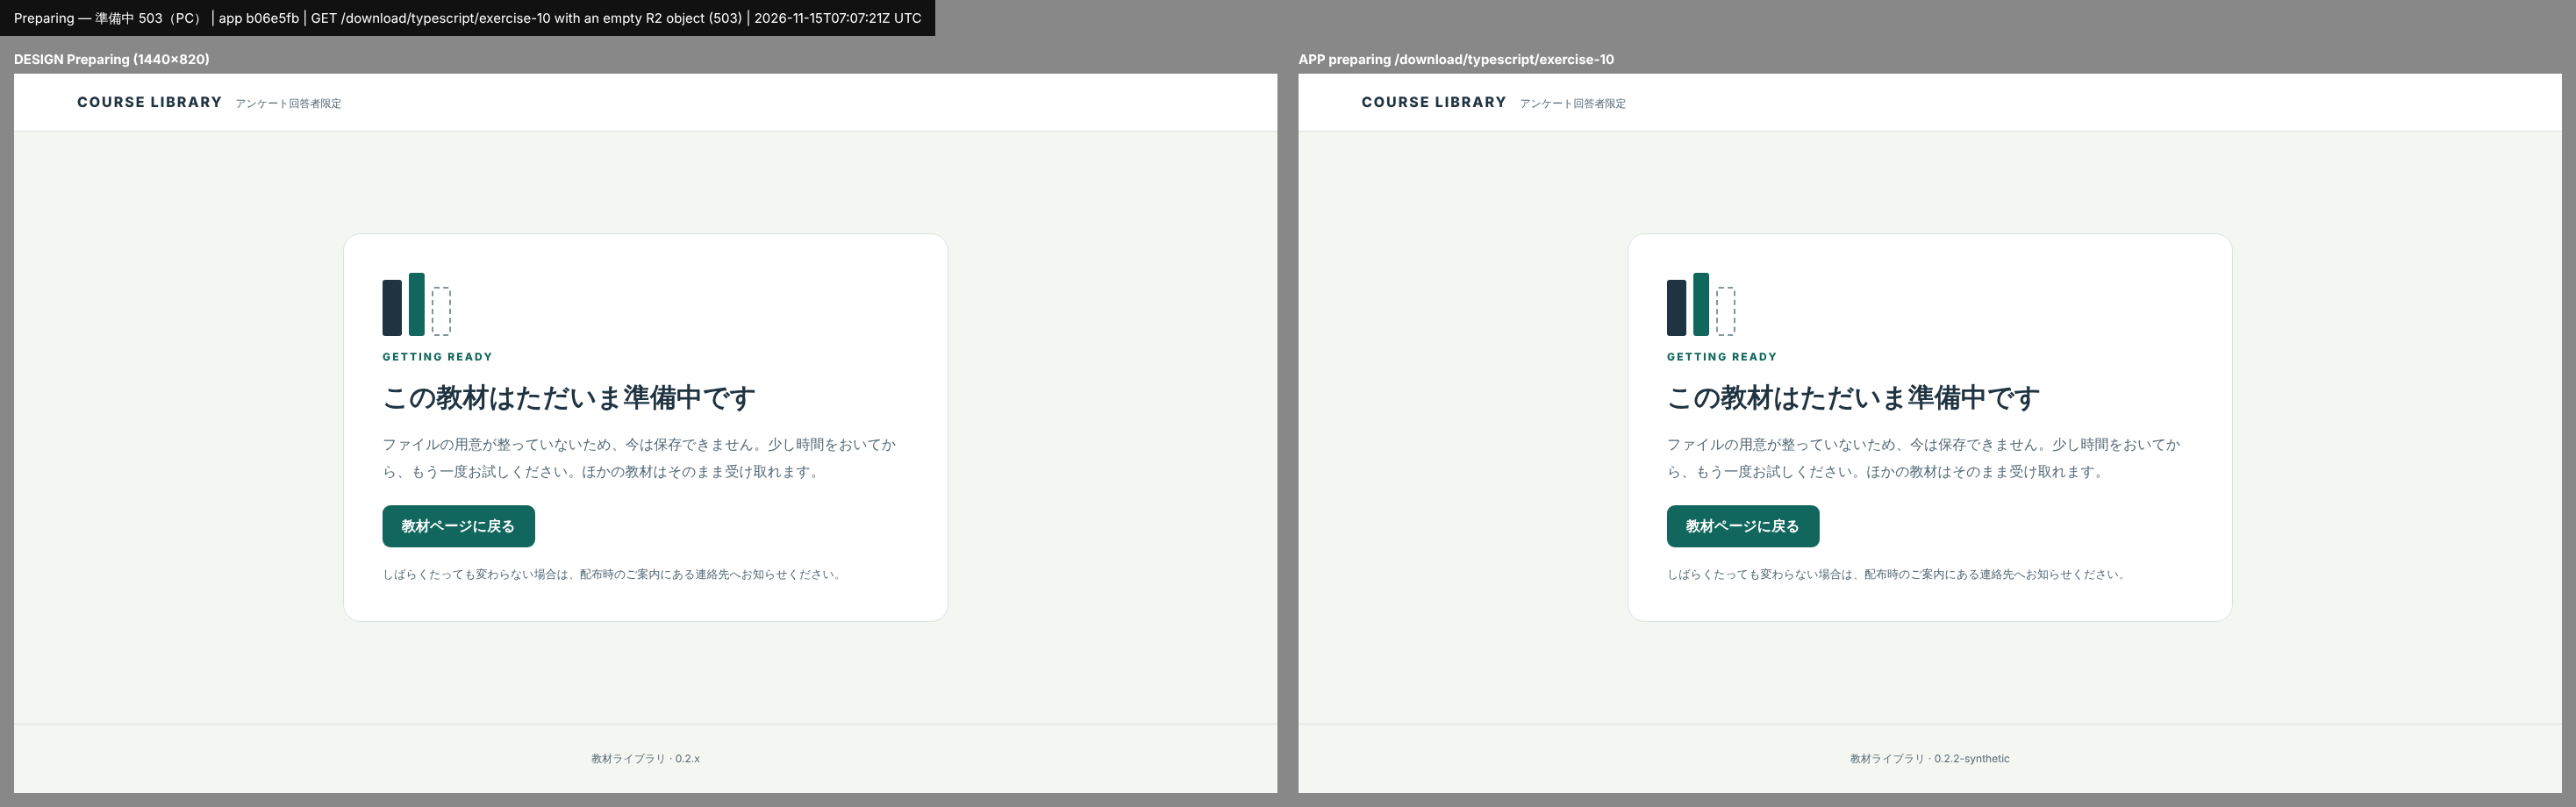 Preparing — 準備中 503（PC） | app b06e5fb | GET /download/typescript/exercise-10 with an empty R2 object (503) | 2026-11-15T07:07:21Z UTC
DESIGN Preparing (1440×820)
COURSE LIBRARY アンケート回答者限定
GETTING READY
この教材はただいま準備中です
ファイルの用意が整っていないため、今は保存できません。少し時間をおいてか
ら、もう一度お試しください。ほかの教材はそのまま受け取れます。
教材ページに戻る
しばらくたっても変わらない場合は、配布時のご案内にある連絡先へお知らせください。
教材ライブラリ · 0.2.x
APP preparing /download/typescript/exercise-10
COURSE LIBRARY アンケート回答者限定
GETTING READY
この教材はただいま準備中です
ファイルの用意が整っていないため、今は保存できません。少し時間をおいてか
ら、もう一度お試しください。ほかの教材はそのまま受け取れます。
教材ページに戻る
しばらくたっても変わらない場合は、配布時のご案内にある連絡先へお知らせください。
教材ライブラリ · 0.2.2-synthetic